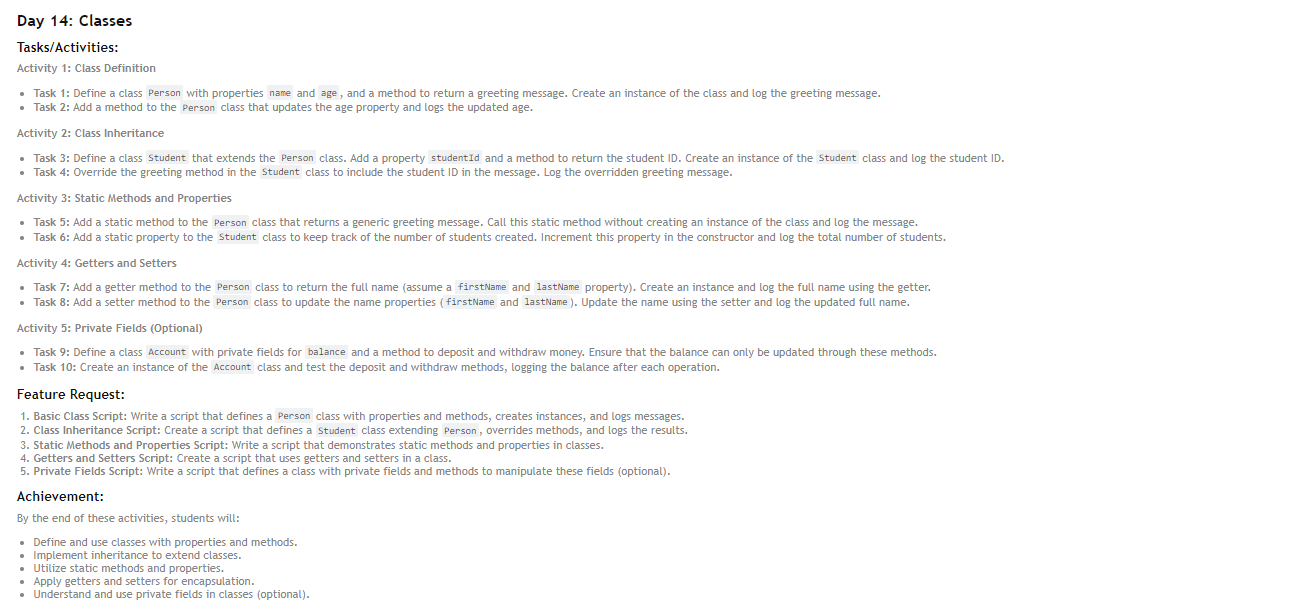 Day 14: Classes
Tasks/Activities:
Activity 1: Class Definition
• Task 1: Define a class Person with properties name and age, and a method to return a greeting message. Create an instance of the class and log the greeting message.
• Task 2: Add a method to the Person class that updates the age property and logs the updated age.
Activity 2: Class Inheritance
• Task 3: Define a class Student that extends the Person class. Add a property studentId and a method to return the student ID. Create an instance of the Student class and log the student ID.
• Task 4: Override the greeting method in the Student class to include the student ID in the message. Log the overridden greeting message.
Activity 3: Static Methods and Properties
• Task 5: Add a static method to the Person class that returns a generic greeting message. Call this static method without creating an instance of the class and log the message.
• Task 6: Add a static property to the Student class to keep track of the number of students created. Increment this property in the constructor and log the total number of students.
Activity 4: Getters and Setters
• Task 7: Add a getter method to the Person class to return the full name (assume a firstName and lastName property). Create an instance and log the full name using the getter.
• Task 8: Add a setter method to the Person class to update the name properties (firstName and lastName). Update the name using the setter and log the updated full name.
Activity 5: Private Fields (Optional)
• Task 9: Define a class Account with private fields for balance and a method to deposit and withdraw money. Ensure that the balance can only be updated through these methods.
• Task 10: Create an instance of the Account class and test the deposit and withdraw methods, logging the balance after each operation.
Feature Request:
1. Basic Class Script: Write a script that defines a Person class with properties and methods, creates instances, and logs messages.
2. Class Inheritance Script: Create a script that defines a Student class extending Person, overrides methods, and logs the results.
3. Static Methods and Properties Script: Write a script that demonstrates static methods and properties in classes.
4. Getters and Setters Script: Create a script that uses getters and setters in a class.
5. Private Fields Script: Write a script that defines a class with private fields and methods to manipulate these fields (optional).
Achievement:
By the end of these activities, students will:
• Define and use classes with properties and methods.
• Implement inheritance to extend classes.
• Utilize static methods and properties.
• Apply getters and setters for encapsulation.
• Understand and use private fields in classes (optional).